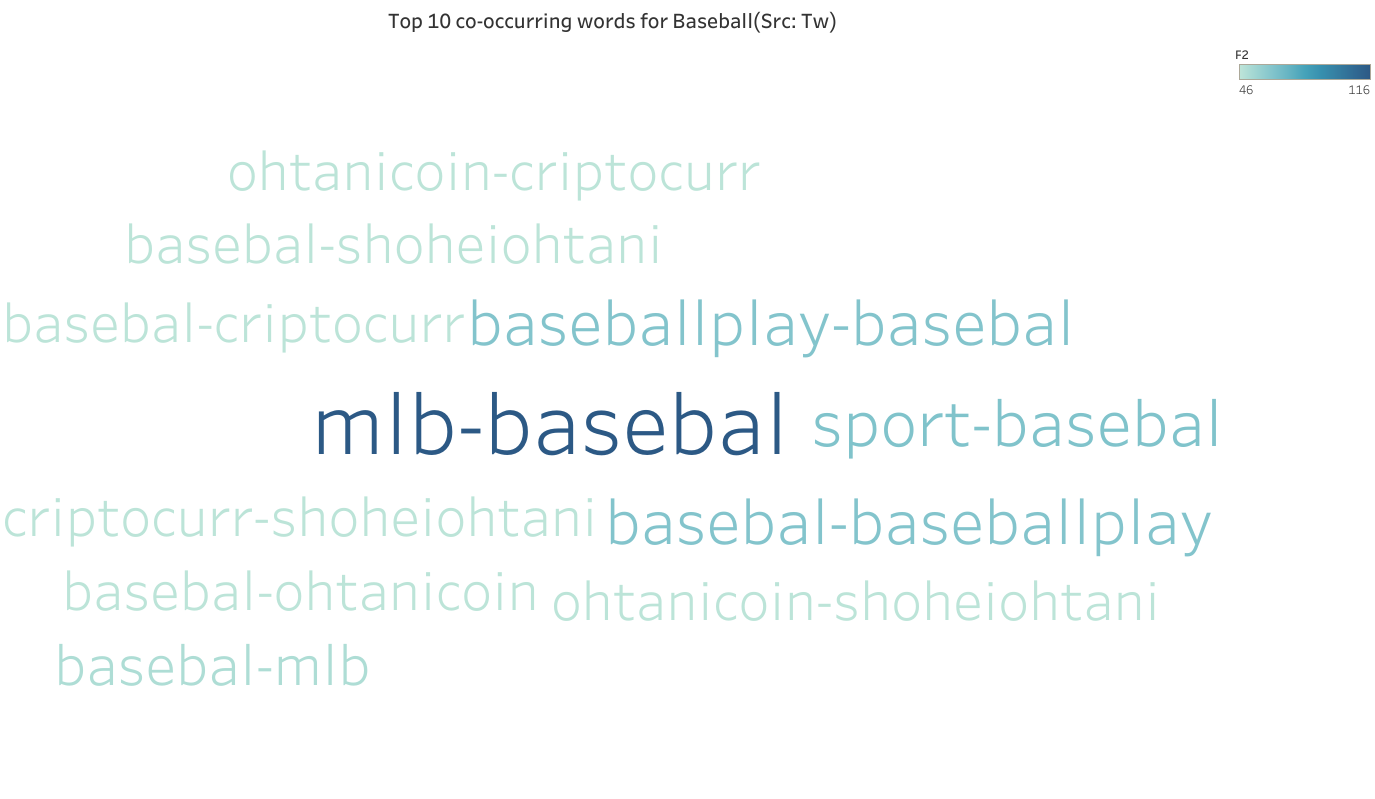 Top 10 co-occurring words for Baseball(Src: Tw)
F2
46 116
ohtanicoin-criptocurr
basebal-shoheiohtani
basebal-criptocurr baseballplay-basebal
mlb-basebal sport-basebal
criptocurr-shoheiohtani basebal-baseballplay
basebal-ohtanicoin ohtanicoin-shoheiohtani
basebal-mlb